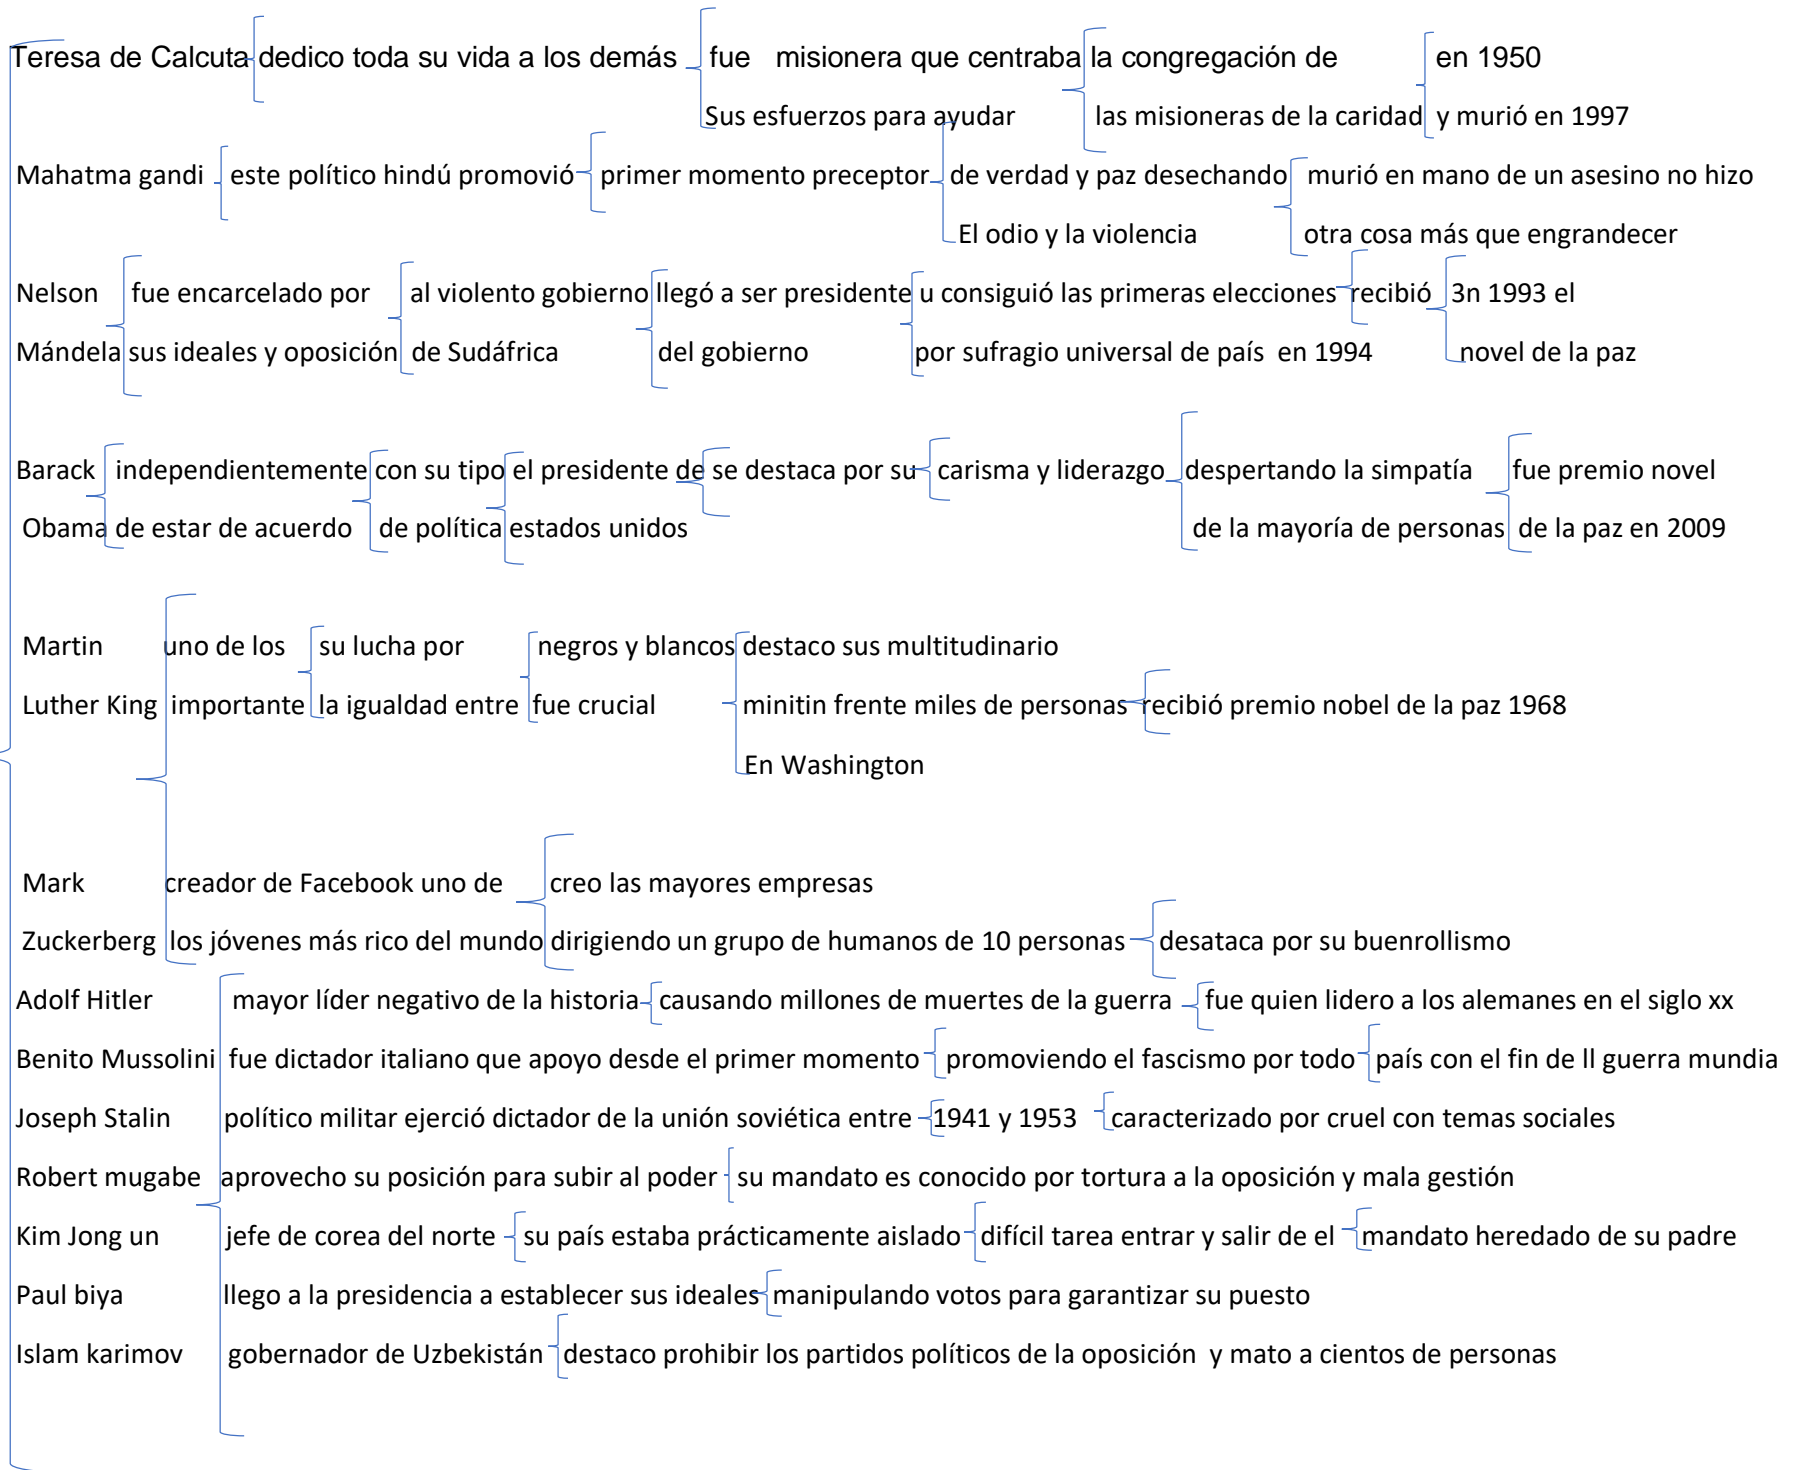 Teresa de Calcuta dedico toda su vida a los demás fue misionera que centraba la congregación de en 1950
Sus esfuerzos para ayudar las misioneras de la caridad y murió en 1997
Mahatma gandi este político hindú promovió primer momento preceptor de verdad y paz desechando murió en mano de un asesino no hizo
El odio y la violencia otra cosa más que engrandecer
Nelson fue encarcelado por al violento gobierno llegó a ser presidente u consiguió las primeras elecciones recibió 3n 1993 el
Mándela sus ideales y oposición de Sudáfrica del gobierno por sufragio universal de país en 1994 novel de la paz
Barack independientemente con su tipo el presidente de se destaca por su carisma y liderazgo despertando la simpatía fue premio novel
Obama de estar de acuerdo de política estados unidos de la mayoría de personas de la paz en 2009
Martin uno de los su lucha por negros y blancos destaco sus multitudinario
Luther King importante la igualdad entre fue crucial minitin frente miles de personas recibió premio nobel de la paz 1968
En Washington
Mark creador de Facebook uno de creo las mayores empresas
Zuckerberg los jóvenes más rico del mundo dirigiendo un grupo de humanos de 10 personas desataca por su buenrollismo
Adolf Hitler mayor líder negativo de la historia causando millones de muertes de la guerra fue quien lidero a los alemanes en el siglo xx
Benito Mussolini fue dictador italiano que apoyo desde el primer momento promoviendo el fascismo por todo país con el fin de ll guerra mundia
Joseph Stalin político militar ejerció dictador de la unión soviética entre 1941 y 1953 caracterizado por cruel con temas sociales
Robert mugabe aprovecho su posición para subir al poder su mandato es conocido por tortura a la oposición y mala gestión
Kim Jong un jefe de corea del norte su país estaba prácticamente aislado difícil tarea entrar y salir de el mandato heredado de su padre
Paul biya llego a la presidencia a establecer sus ideales manipulando votos para garantizar su puesto
Islam karimov gobernador de Uzbekistán destaco prohibir los partidos políticos de la oposición y mato a cientos de personas